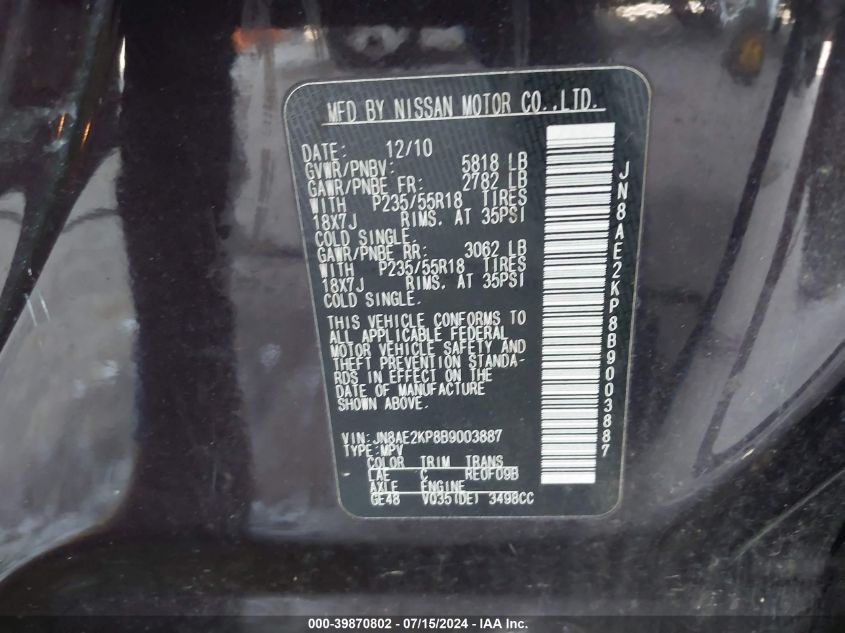 MFD BY NISSAN MOTOR CO.,LTD.
DATE: 12/10
GVWR/PNBV: 5818 LB
GAWR/PNBE FR: 2782 LB
WITH P235/55R18 TIRES
18X7J RIMS. AT 35PSI
COLD SINGLE.
GAWR/PNBE RR: 3062 LB
WITH P235/55R18 TIRES
18X7J RIMS. AT 35PSI
COLD SINGLE.
THIS VEHICLE CONFORMS TO
ALL APPLICABLE FEDERAL
MOTOR VEHICLE SAFETY AND
THEFT PREVENTION STANDA-
RDS IN EFFECT ON THE
DATE OF MANUFACTURE
SHOWN ABOVE.
VIN:JN8AE2KP8B9003887
TYPE:MPV
COLOR TRIM TRANS
LAE C RE0F09B
AXLE ENGINE
GE48 VQ35(DE) 3498CC
JN8AE2KP8B9003887
000-39870802 / 07/15/2024 - IAA Inc.